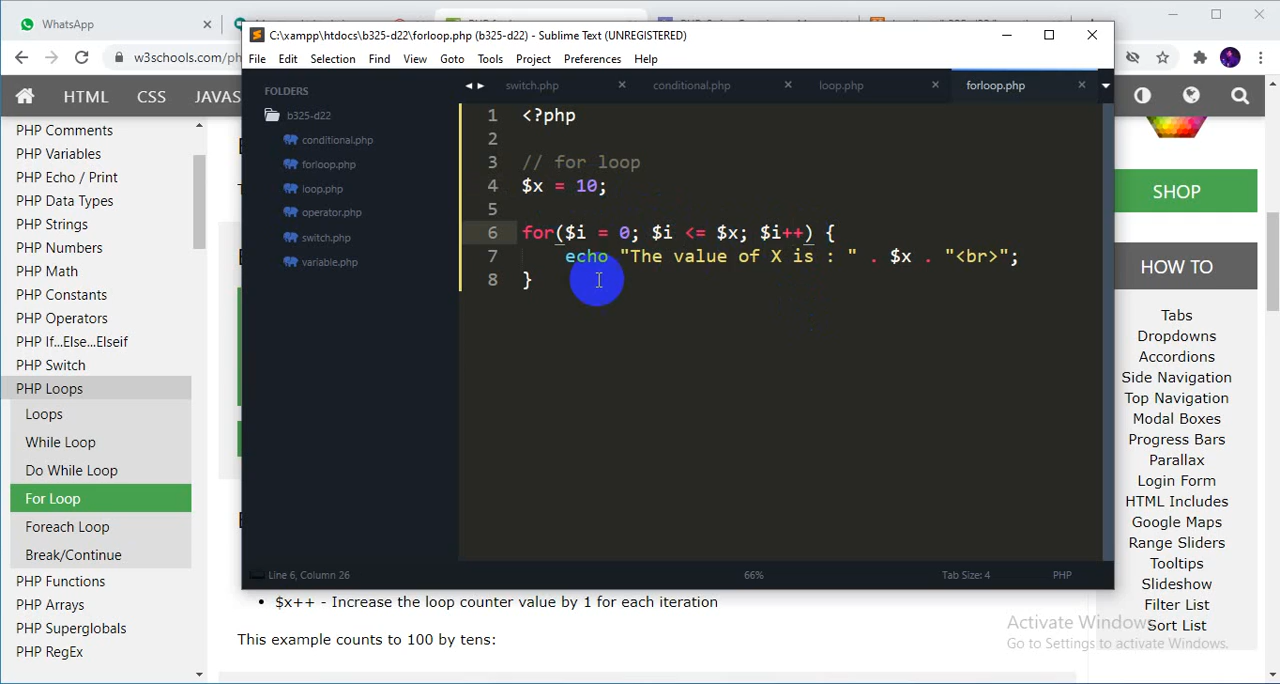 WhatsApp
C:\xampp\htdocs\b325-d22\forloop.php (b325-d22) - Sublime Text (UNREGISTERED)
File Edit Selection Find View Goto Tools Project Preferences Help
w3schools.com/ph
HTML CSS JAVAS
FOLDERS
b325-d22
conditional.php
forloop.php
loop.php
operator.php
switch.php
variable.php
switch.php conditional.php loop.php forloop.php
1 <?php
2
3 // for loop
4 $x = 10;
5
6 for($i = 0; $i <= $x; $i++) {
7 echo "The value of X is : " . $x . "<br>";
8 }
Line 6, Column 26 66% Tab Size: 4 PHP
PHP Comments
PHP Variables
PHP Echo / Print
PHP Data Types
PHP Strings
PHP Numbers
PHP Math
PHP Constants
PHP Operators
PHP If...Else...Elseif
PHP Switch
PHP Loops
Loops
While Loop
Do While Loop
For Loop
Foreach Loop
Break/Continue
PHP Functions
PHP Arrays
PHP Superglobals
PHP RegEx
• $x++ - Increase the loop counter value by 1 for each iteration
This example counts to 100 by tens:
SHOP
HOW TO
Tabs
Dropdowns
Accordions
Side Navigation
Top Navigation
Modal Boxes
Progress Bars
Parallax
Login Form
HTML Includes
Google Maps
Range Sliders
Tooltips
Slideshow
Filter List
Sort List
Activate Windows
Go to Settings to activate Windows.